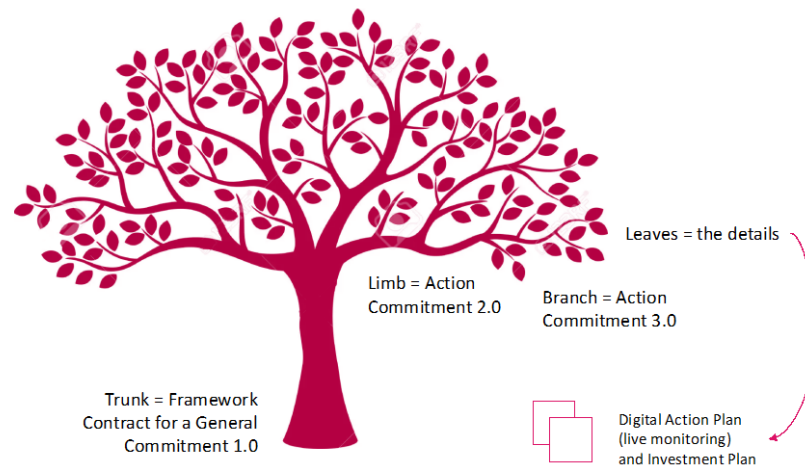 Leaves = the details
Limb = Action
Commitment 2.0
Branch = Action
Commitment 3.0
Trunk = Framework
Contract for a General
Commitment 1.0
Digital Action Plan
(live monitoring)
and Investment Plan